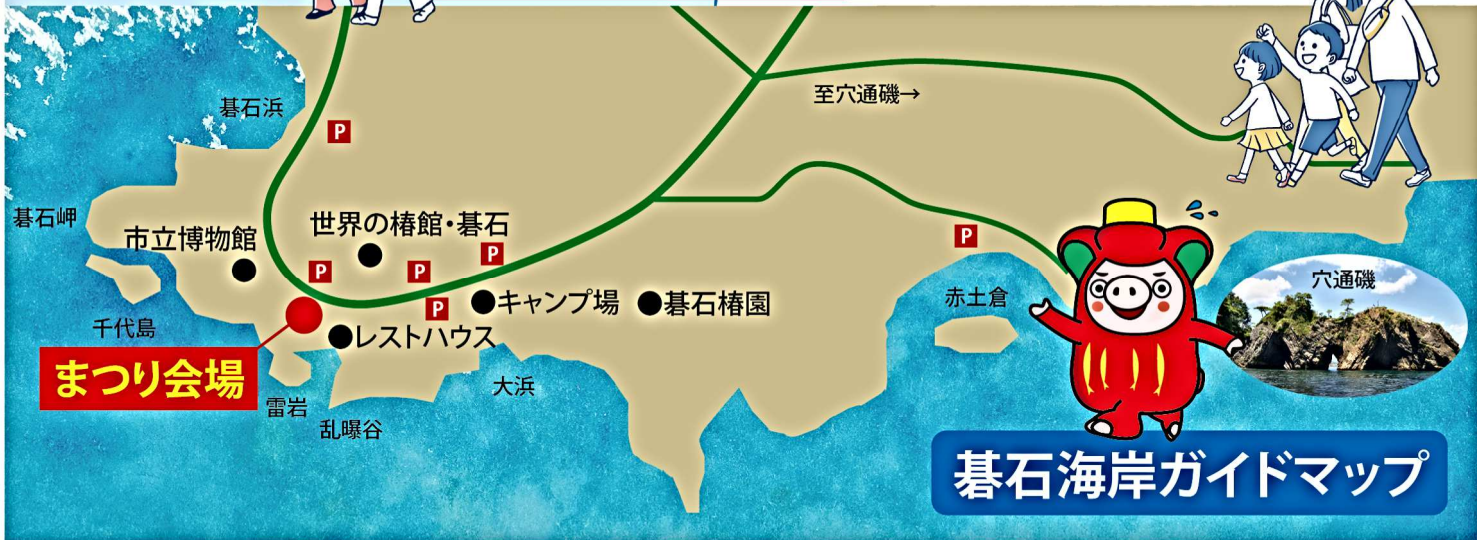 碁石浜
P
至穴通磯→
碁石岬
市立博物館
世界の椿館・碁石
P
P
P
P
P
キャンプ場
碁石椿園
赤土倉
穴通磯
千代島
レストハウス
まつり会場
大浜
雷岩
乱曝谷
碁石海岸ガイドマップ